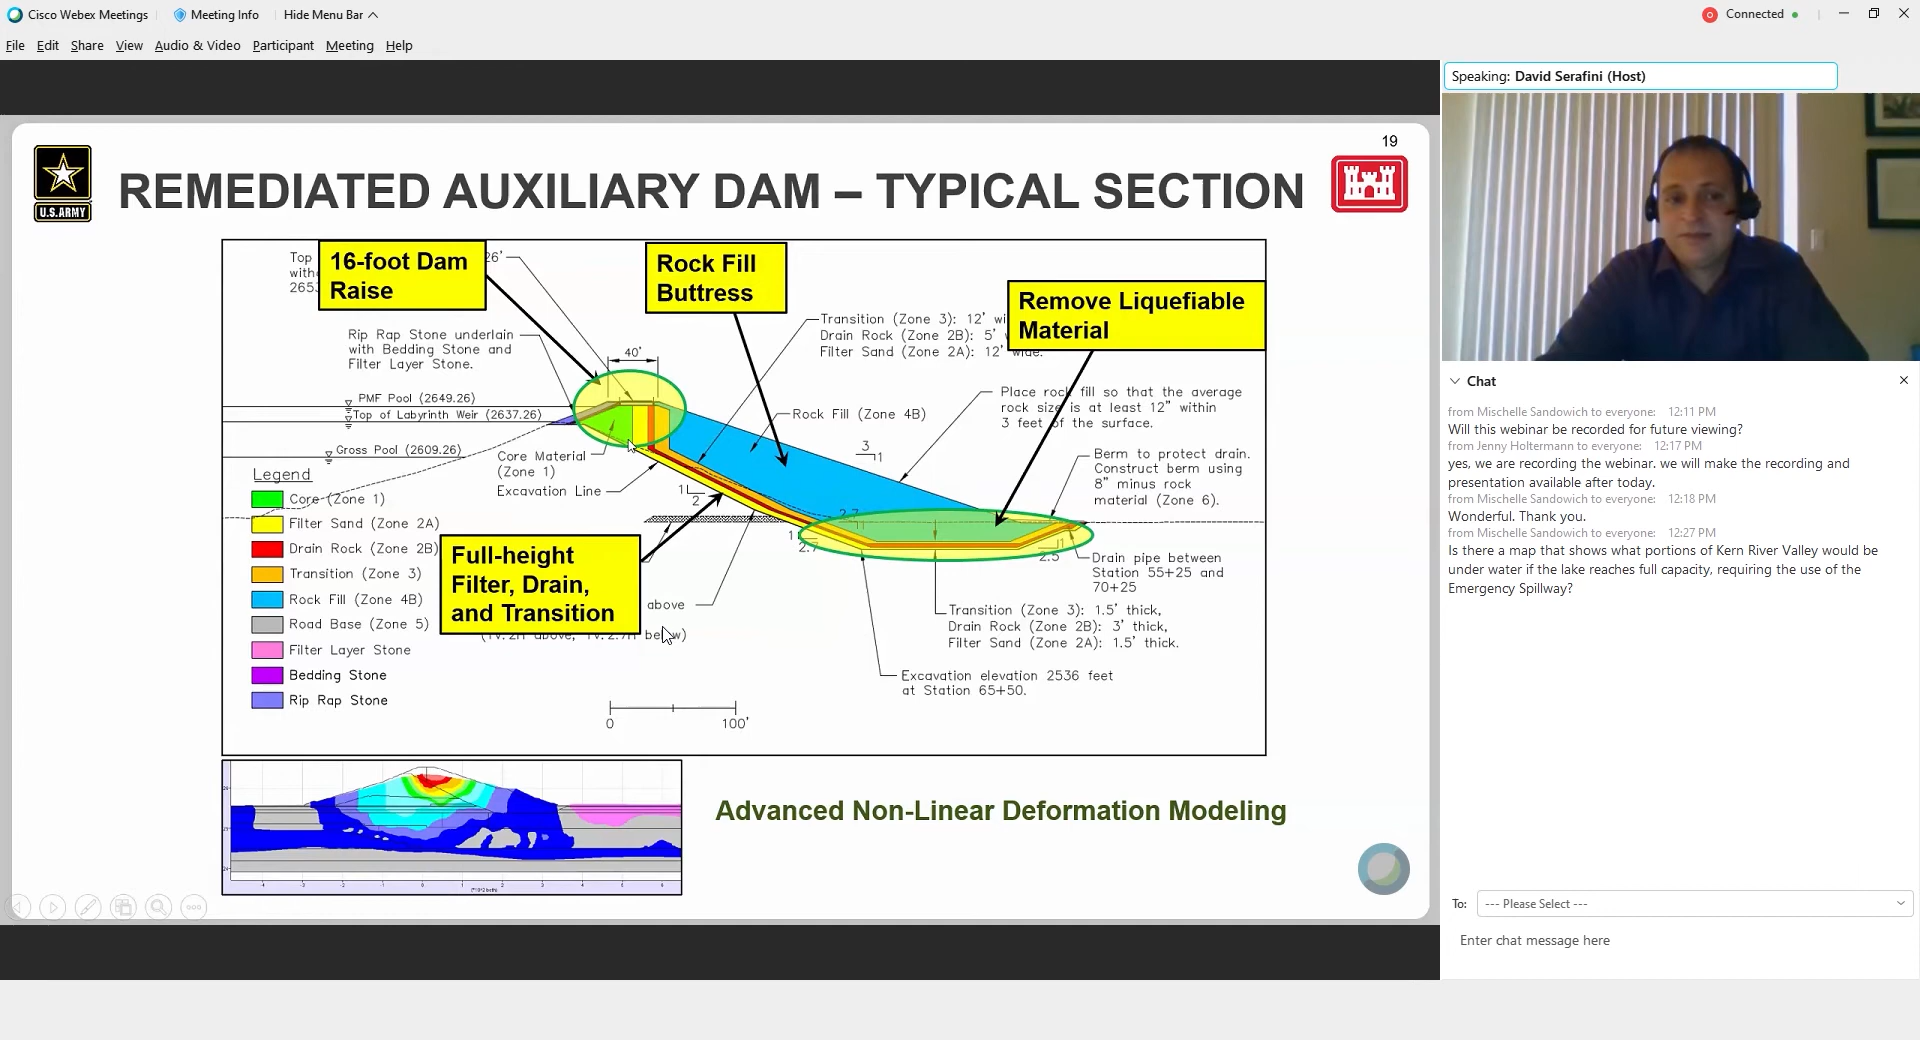 Cisco Webex Meetings
Meeting Info
Hide Menu Bar
Connected
File Edit Share View Audio & Video Participant Meeting Help
19
U.S.ARMY
REMEDIATED AUXILIARY DAM – TYPICAL SECTION
16-foot Dam
Raise
Rock Fill
Buttress
Remove Liquefiable
Material
Top
26'
Transition (Zone 3): 12'
Drain Rock (Zone 2B): 5'
Filter Sand (Zone 2A): 12' wide.
Rip Rap Stone underlain
with Bedding Stone and
Filter Layer Stone.
40'
PMF Pool (2649.26)
Top of Labyrinth Weir (2637.26)
Gross Pool (2609.26)
Rock Fill (Zone 4B)
Place rock fill so that the average
rock size is at least 12" within
3 feet of the surface.
3
1
Core Material
(Zone 1)
Excavation Line
1
2
Berm to protect drain.
Construct berm using
8" minus rock
material (Zone 6).
Legend
Core (Zone 1)
Filter Sand (Zone 2A)
Drain Rock (Zone 2B)
Transition (Zone 3)
Rock Fill (Zone 4B)
Road Base (Zone 5)
Filter Layer Stone
Bedding Stone
Rip Rap Stone
Full-height
Filter, Drain,
and Transition
above
2.7
1
1
2.7
1
2.5
Drain pipe between
Station 55+25 and
70+25
Transition (Zone 3): 1.5' thick,
Drain Rock (Zone 2B): 3' thick,
Filter Sand (Zone 2A): 1.5' thick.
Excavation elevation 2536 feet
at Station 65+50.
0 100'
Advanced Non-Linear Deformation Modeling
Speaking: David Serafini (Host)
Chat
from Mischelle Sandowich to everyone: 12:11 PM
Will this webinar be recorded for future viewing?
from Jenny Holtermann to everyone: 12:17 PM
yes, we are recording the webinar. we will make the recording and
presentation available after today.
from Mischelle Sandowich to everyone: 12:18 PM
Wonderful. Thank you.
from Mischelle Sandowich to everyone: 12:27 PM
Is there a map that shows what portions of Kern River Valley would be
under water if the lake reaches full capacity, requiring the use of the
Emergency Spillway?
To: --- Please Select ---
Enter chat message here